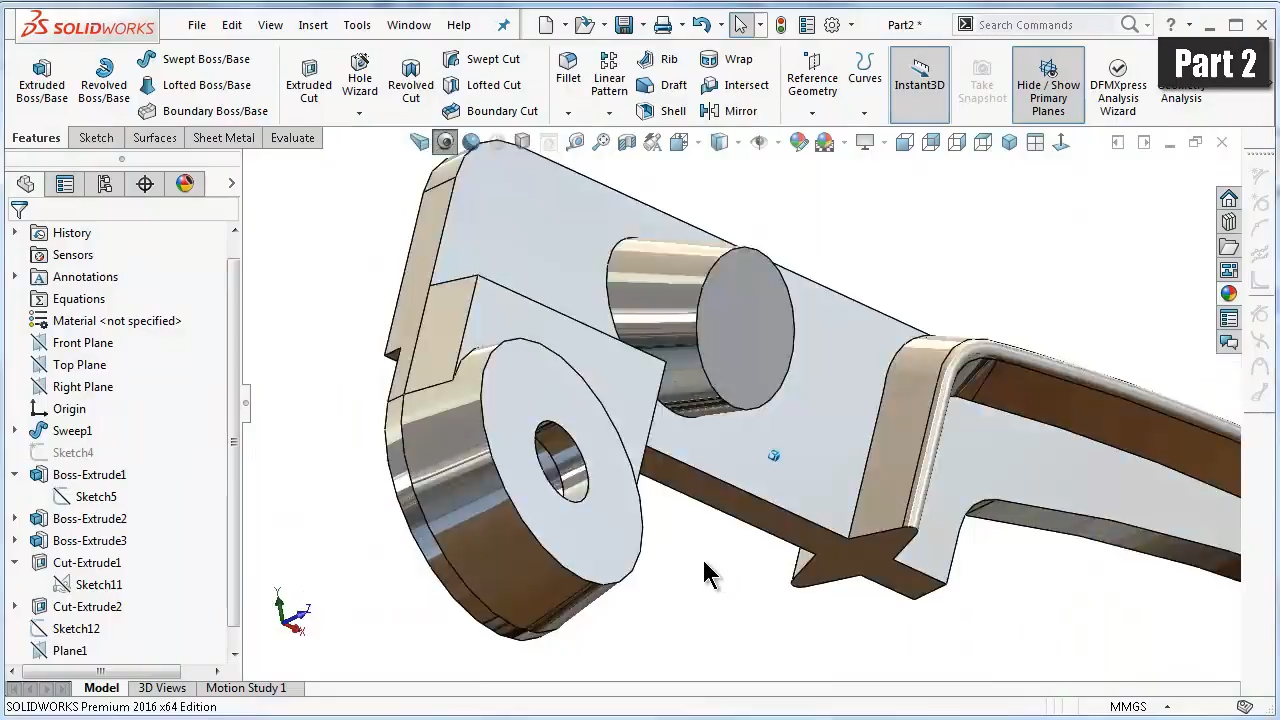 SOLIDWORKS File Edit View Insert Tools Window Help Part2 * Search Commands ?
Part 2
Extruded Boss/Base
Revolved Boss/Base
Swept Boss/Base
Lofted Boss/Base
Boundary Boss/Base
Extruded Cut
Hole Wizard
Revolved Cut
Swept Cut
Lofted Cut
Boundary Cut
Fillet
Linear Pattern
Rib
Draft
Shell
Wrap
Intersect
Mirror
Reference Geometry
Curves
Instant3D
Take Snapshot
Hide / Show Primary Planes
DFMXpress Analysis Wizard
Analysis
Features Sketch Surfaces Sheet Metal Evaluate
History
Sensors
Annotations
Equations
Material <not specified>
Front Plane
Top Plane
Right Plane
Origin
Sweep1
Sketch4
Boss-Extrude1
Sketch5
Boss-Extrude2
Boss-Extrude3
Cut-Extrude1
Sketch11
Cut-Extrude2
Sketch12
Plane1
Y
Z
X
Model 3D Views Motion Study 1
SOLIDWORKS Premium 2016 x64 Edition MMGS